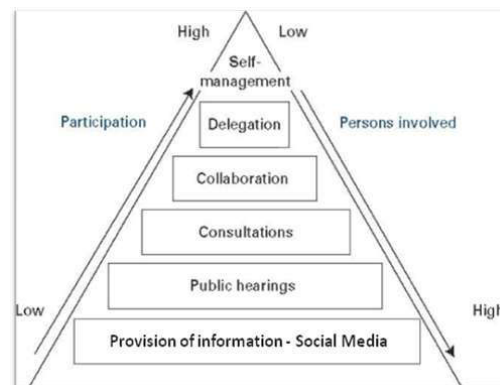 High Low
Self-
management
Participation
Delegation
Persons involved
Collaboration
Consultations
Public hearings
Low
High
Provision of information - Social Media